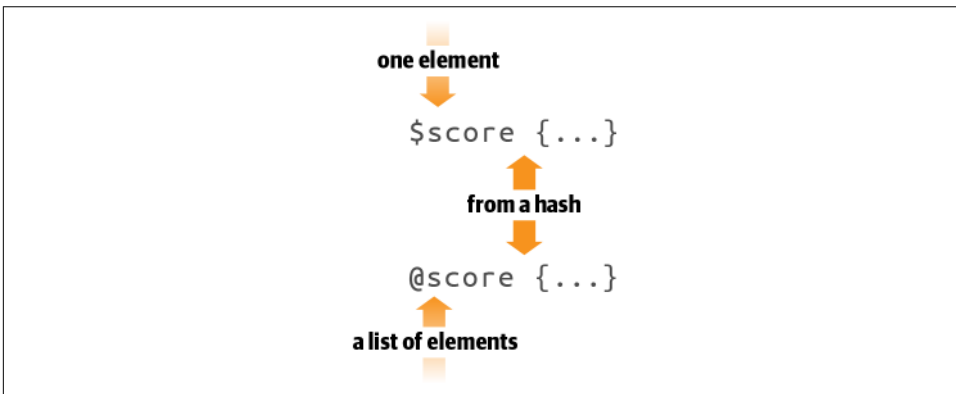 one element
$score {...}
from a hash
@score {...}
a list of elements